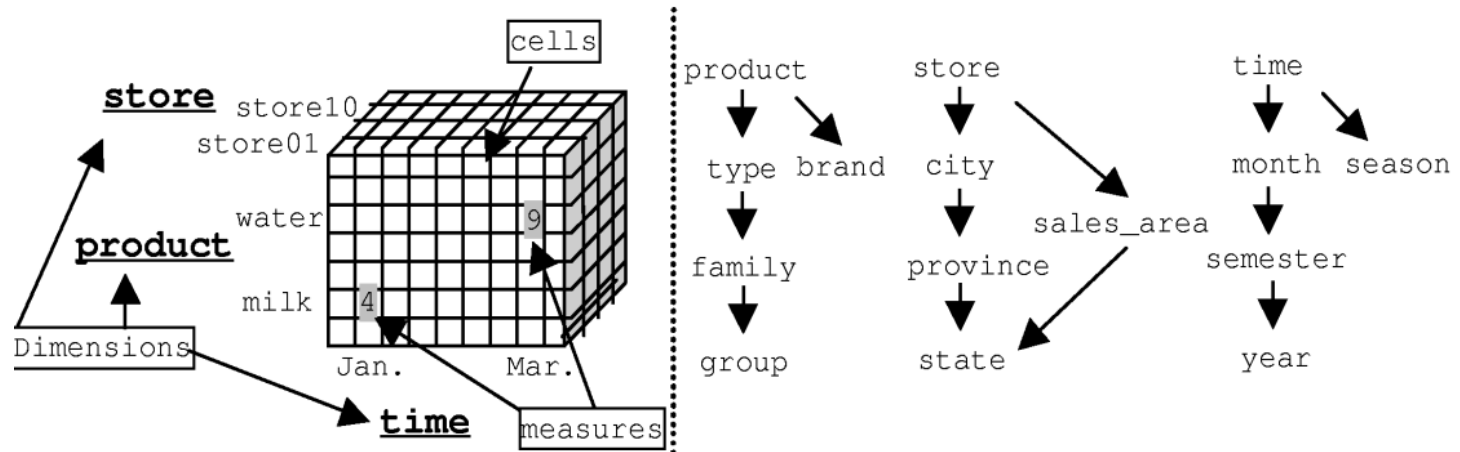 cells
store
store10
store01
water
9
product
milk
4
Dimensions
Jan.
Mar.
time
measures
product
store
time
type
brand
city
month
season
sales_area
family
province
semester
group
state
year